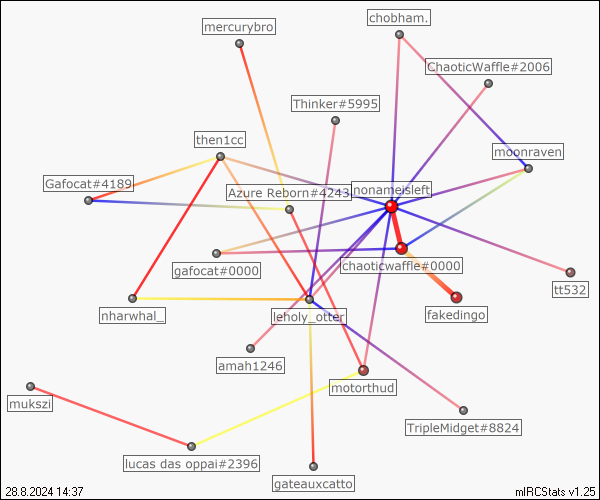 mercurybro
chobham.
ChaoticWaffle#2006
Thinker#5995
then1cc
moonraven
Gafocat#4189
Azure Reborn#4243
nonameisleft
gafocat#0000
chaoticwaffle#0000
tt532
nharwhal_
leholy_otter
fakedingo
amah1246
motorthud
mukszi
TripleMidget#8824
lucas das oppai#2396
gateauxcatto
28.8.2024 14:37
mIRCStats v1.25